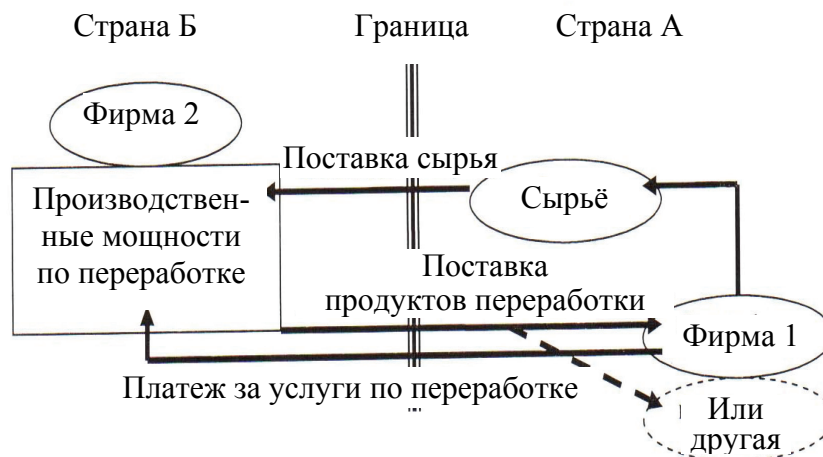 Страна Б
Граница
Страна А
Фирма 2
Поставка сырья
Сырьё
Производствен-
ные мощности
по переработке
Поставка
продуктов переработки
Фирма 1
Платеж за услуги по переработке
Или
другая